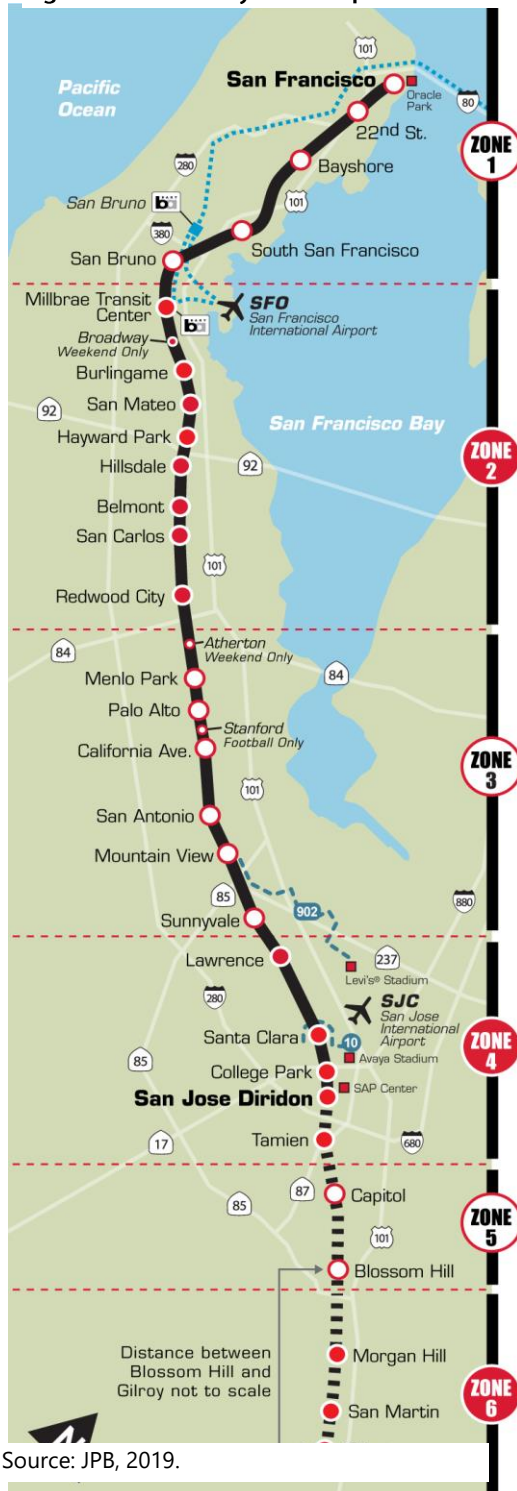 101
San Francisco
Pacific
Ocean
Oracle
Park
80
22nd St.
ZONE
1
280
Bayshore
101
San Bruno
ba
380
South San Francisco
San Bruno
Millbrae Transit
Center
SFO
San Francisco
International Airport
ba
Broadway
Weekend Only
Burlingame
92
San Mateo
San Francisco Bay
Hayward Park
ZONE
2
Hillsdale
92
Belmont
San Carlos
101
Redwood City
Atherton
Weekend Only
84
84
Menlo Park
Palo Alto
Stanford
Football Only
California Ave.
ZONE
3
101
San Antonio
Mountain View
85
880
902
Sunnyvale
Lawrence
237
Levi's® Stadium
280
SJC
San Jose
International
Airport
Santa Clara
10
Avaya Stadium
ZONE
4
85
College Park
San Jose Diridon
SAP Center
17
Tamien
680
87
Capitol
85
ZONE
5
101
Blossom Hill
Distance between
Blossom Hill and
Gilroy not to scale
Morgan Hill
ZONE
6
San Martin
Source: JPB, 2019.